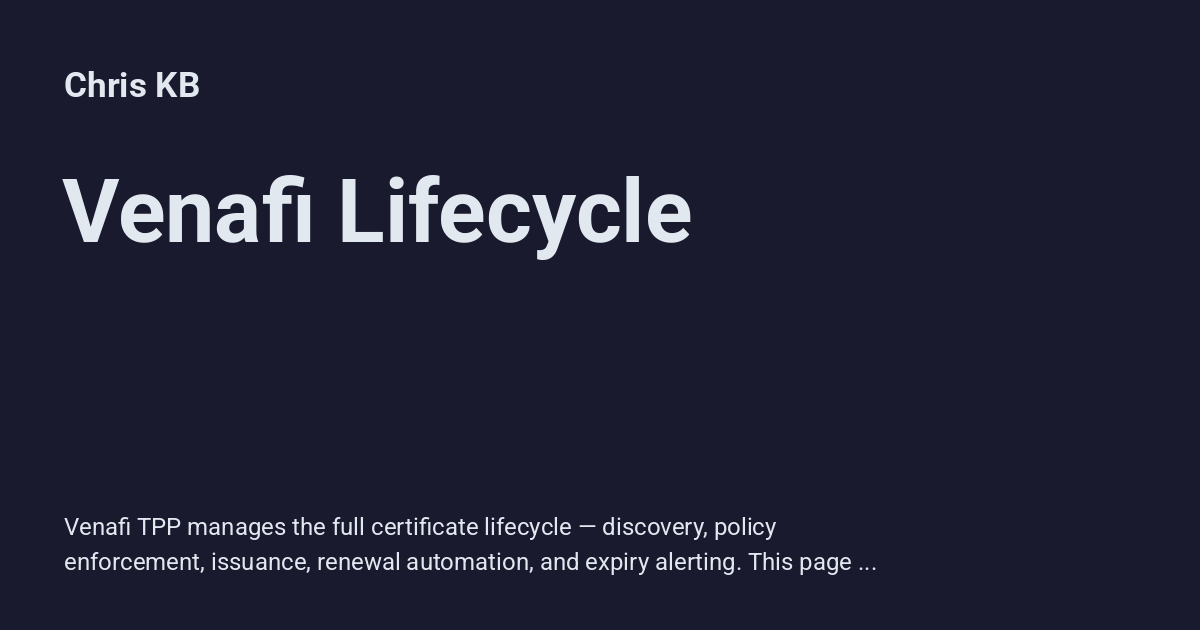 Chris KB
Venafi Lifecycle
Venafi TPP manages the full certificate lifecycle — discovery, policy
enforcement, issuance, renewal automation, and expiry alerting. This page ...